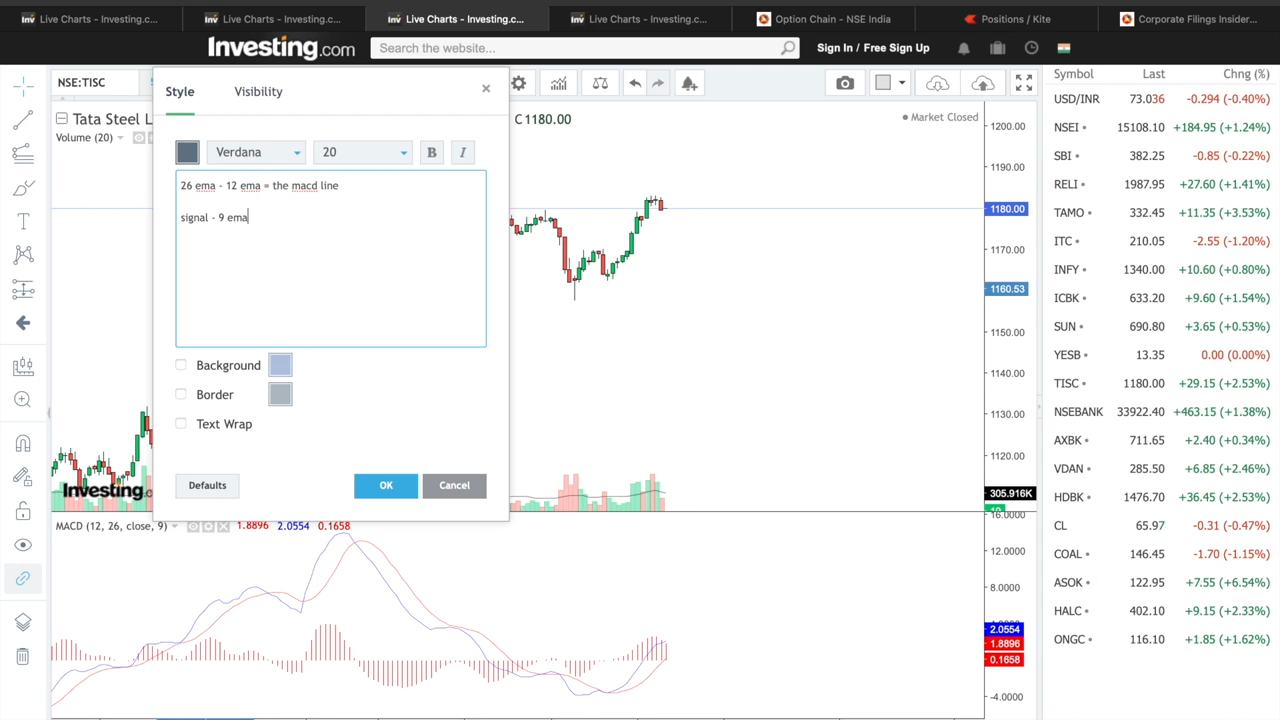 Live Charts - Investing.c...
Live Charts - Investing.c...
Live Charts - Investing.c...
Live Charts - Investing.c...
Option Chain - NSE India
Positions / Kite
Corporate Filings Insider...
Investing.com
Search the website...
Sign In / Free Sign Up
NSE:TISC
Style
Visibility
Tata Steel L
C1180.00
Market Closed
Volume (20)
Verdana
20
B
I
26 ema - 12 ema = the macd line
signal - 9 ema
Background
Border
Text Wrap
Defaults
OK
Cancel
Investing.c
1200.00
1190.00
1180.00
1170.00
1160.53
1150.00
1140.00
1130.00
1120.00
305.916K
16.0000
MACD (12, 26, close, 9)
1.8896
2.0554
0.1658
12.0000
8.0000
2.0554
1.8896
0.1658
-4.0000
Symbol Last Chng (%)
USD/INR 73.036 -0.294 (-0.40%)
NSEI 15108.10 +184.95 (+1.24%)
SBI 382.25 -0.85 (-0.22%)
RELI 1987.95 +27.60 (+1.41%)
TAMO 332.45 +11.35 (+3.53%)
ITC 210.05 -2.55 (-1.20%)
INFY 1340.00 +10.60 (+0.80%)
ICBK 633.20 +9.60 (+1.54%)
SUN 690.80 +3.65 (+0.53%)
YESB 13.35 0.00 (0.00%)
TISC 1180.00 +29.15 (+2.53%)
NSEBANK 33922.40 +463.15 (+1.38%)
AXBK 711.65 +2.40 (+0.34%)
VDAN 285.50 +6.85 (+2.46%)
HDBK 1476.70 +36.45 (+2.53%)
CL 65.97 -0.31 (-0.47%)
COAL 146.45 -1.70 (-1.15%)
ASOK 122.95 +7.55 (+6.54%)
HALC 402.10 +9.15 (+2.33%)
ONGC 116.10 +1.85 (+1.62%)